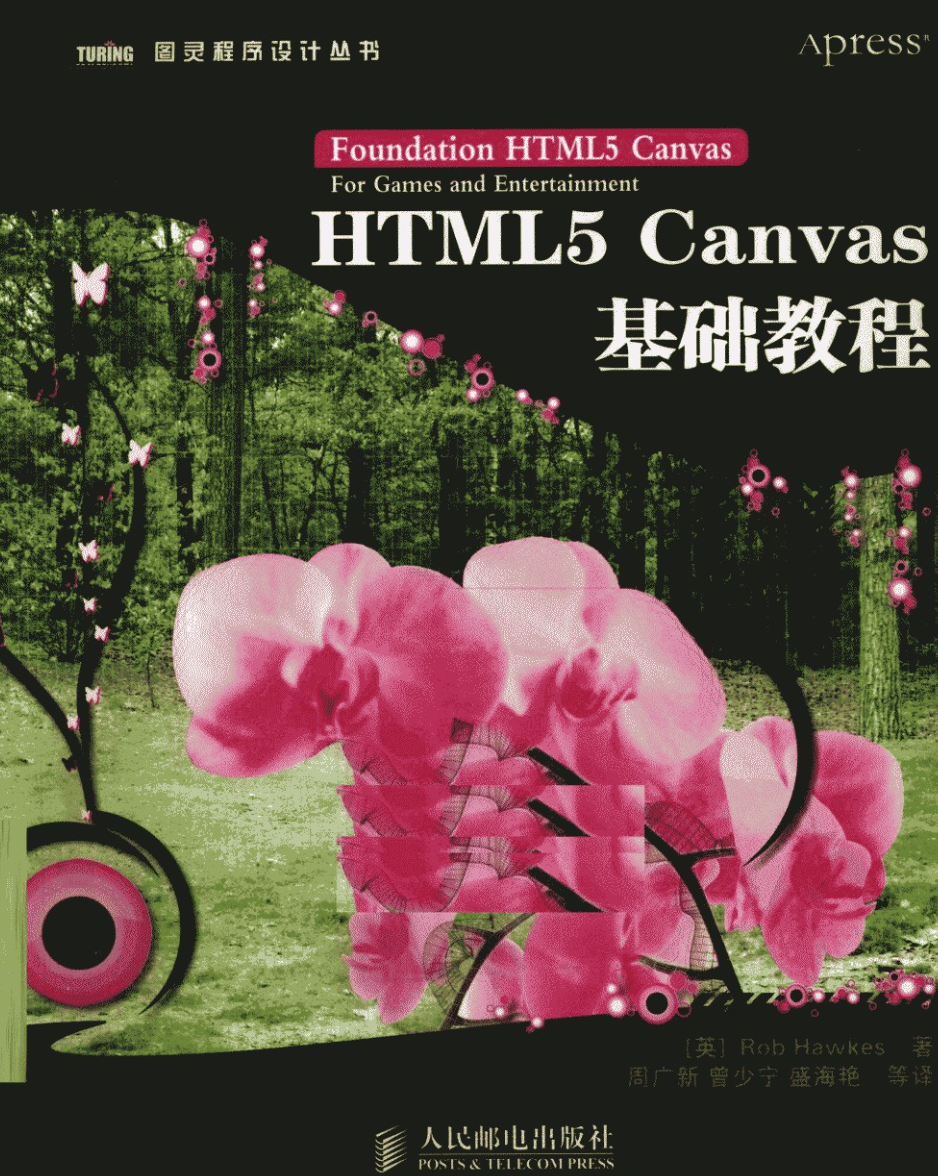 TURING 图灵程序设计丛书
Apress®
Foundation HTML5 Canvas
For Games and Entertainment
HTML5 Canvas
基础教程
[英] Rob Hawkes 著
周广新 曾少宁 盛海艳 等译
人民邮电出版社
POSTS & TELECOM PRESS